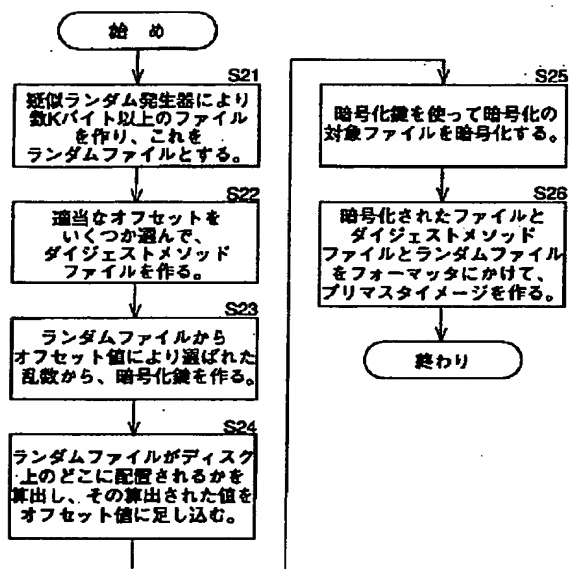 始 め
S21
疑似ランダム発生器により
数Kバイト以上のファイル
を作り、これを
ランダムファイルとする。
S22
適当なオフセットを
いくつか選んで、
ダイジェストメソッド
ファイルを作る。
S23
ランダムファイルから
オフセット値により選ばれた
乱数から、暗号化鍵を作る。
S24
ランダムファイルがディスク
上のどこに配置されるかを
算出し、その算出された値を
オフセット値に足し込む。
S25
暗号化鍵を使って暗号化の
対象ファイルを暗号化する。
S26
暗号化されたファイルと
ダイジェストメソッド
ファイルとランダムファイル
をフォーマッタにかけて、
プリマスタイメージを作る。
終わり